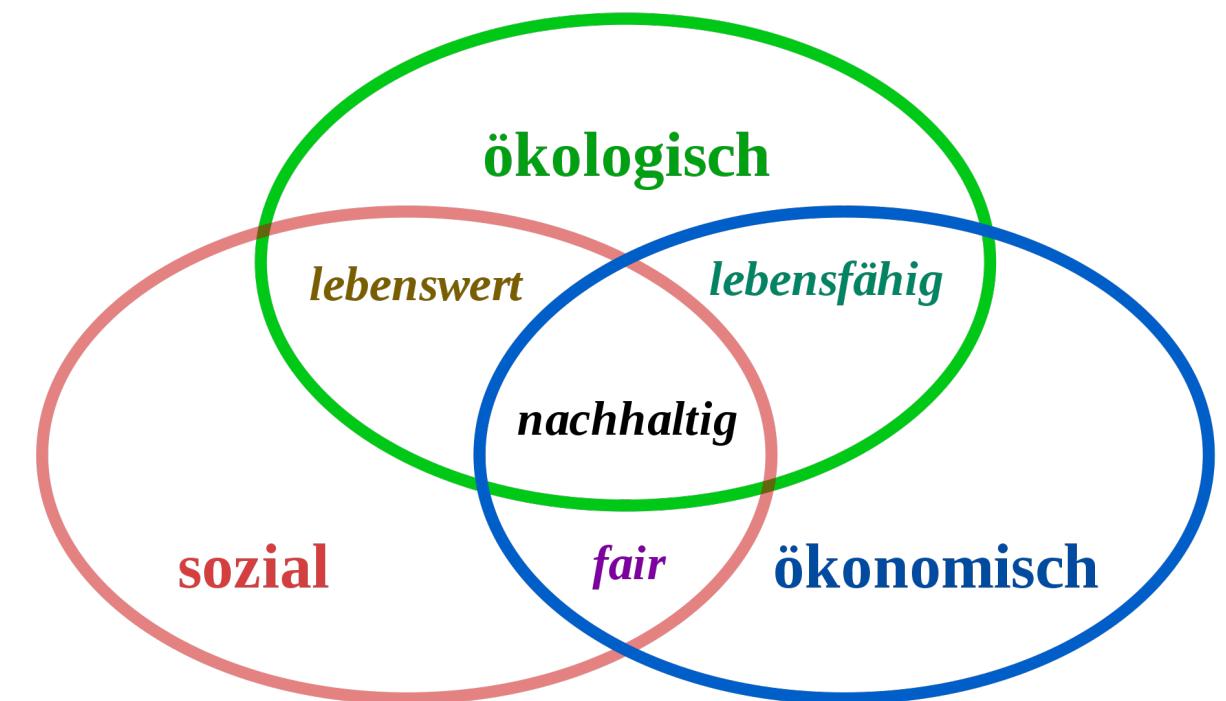 ökologisch
lebenswert
lebensfähig
nachhaltig
sozial
fair
ökonomisch